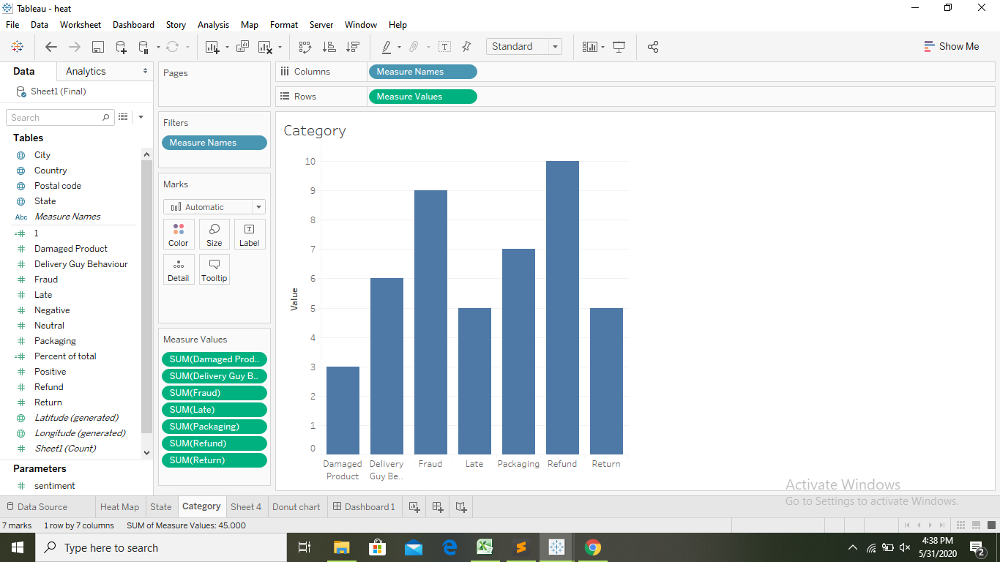 Tableau - heat
File Data Worksheet Dashboard Story Analysis Map Format Server Window Help
Standard
Show Me
Data Analytics
Sheet1 (Final)
Search
Tables
City
Country
Postal code
State
Abc Measure Names
1
Damaged Product
Delivery Guy Behaviour
Fraud
Late
Negative
Neutral
Packaging
Percent of total
Positive
Refund
Return
Latitude (generated)
Longitude (generated)
Sheet1 (Count)
Parameters
sentiment
Pages
Filters
Measure Names
Marks
Automatic
Color Size Label
Detail Tooltip
Measure Values
SUM(Damaged Prod..
SUM(Delivery Guy B..
SUM(Fraud)
SUM(Late)
SUM(Packaging)
SUM(Refund)
SUM(Return)
Columns Measure Names
Rows Measure Values
Category
10
9
8
7
6
5
4
3
2
1
0
Value
Damaged Delivery Fraud Late Packaging Refund Return
Product Guy Be..
Activate Windows
Go to Settings to activate Windows.
Data Source Heat Map State Category Sheet 4 Donut chart Dashboard 1
7 marks 1 row by 7 columns SUM of Measure Values: 45.000
Type here to search
4:38 PM
5/31/2020
2